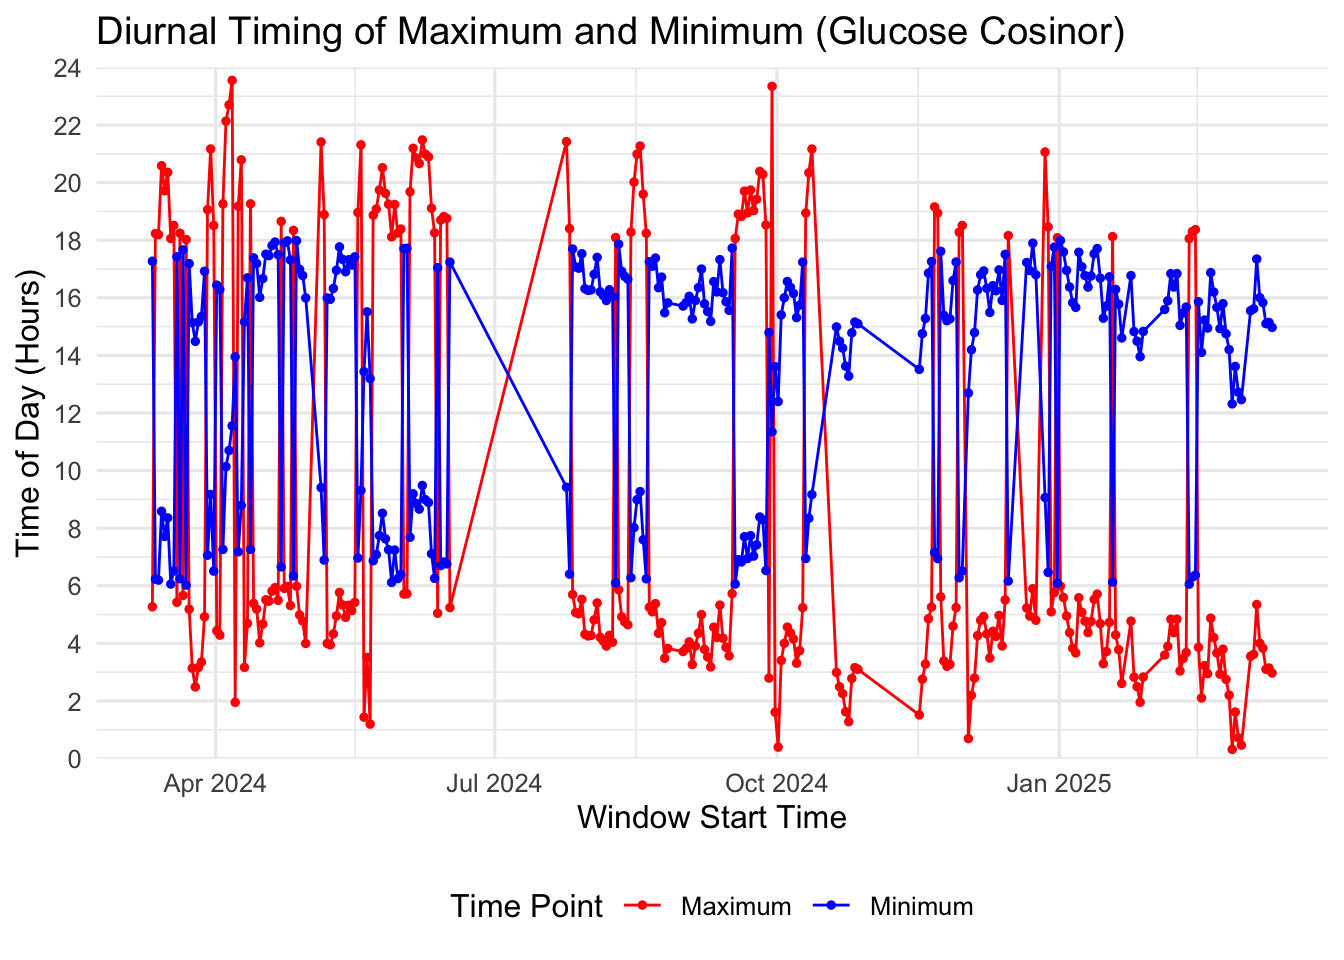 Diurnal Timing of Maximum and Minimum (Glucose Cosinor)
24
22
20
18
16
14
12
10
8
6
4
2
0
Time of Day (Hours)
Apr 2024 Jul 2024 Oct 2024 Jan 2025
Window Start Time
Time Point Maximum Minimum